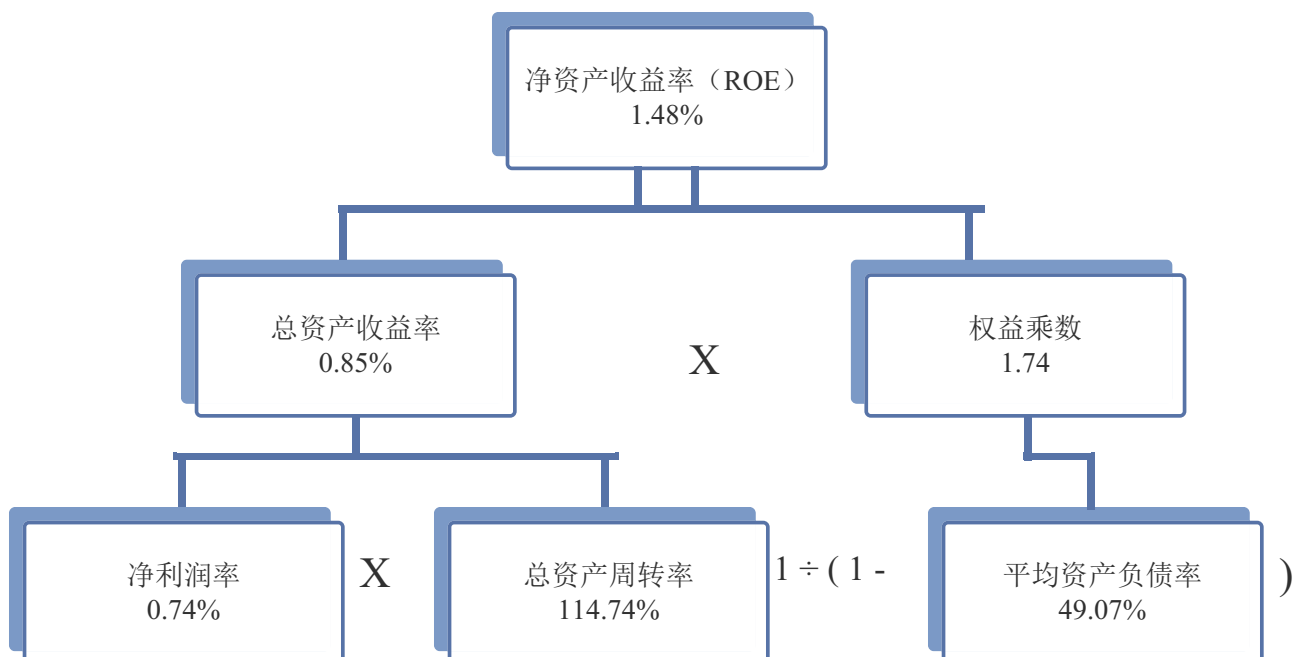 净资产收益率（ROE）
1.48%
总资产收益率
0.85%
X
权益乘数
1.74
净利润率
0.74%
X
总资产周转率
114.74%
1 ÷ ( 1 -
平均资产负债率
49.07%
)